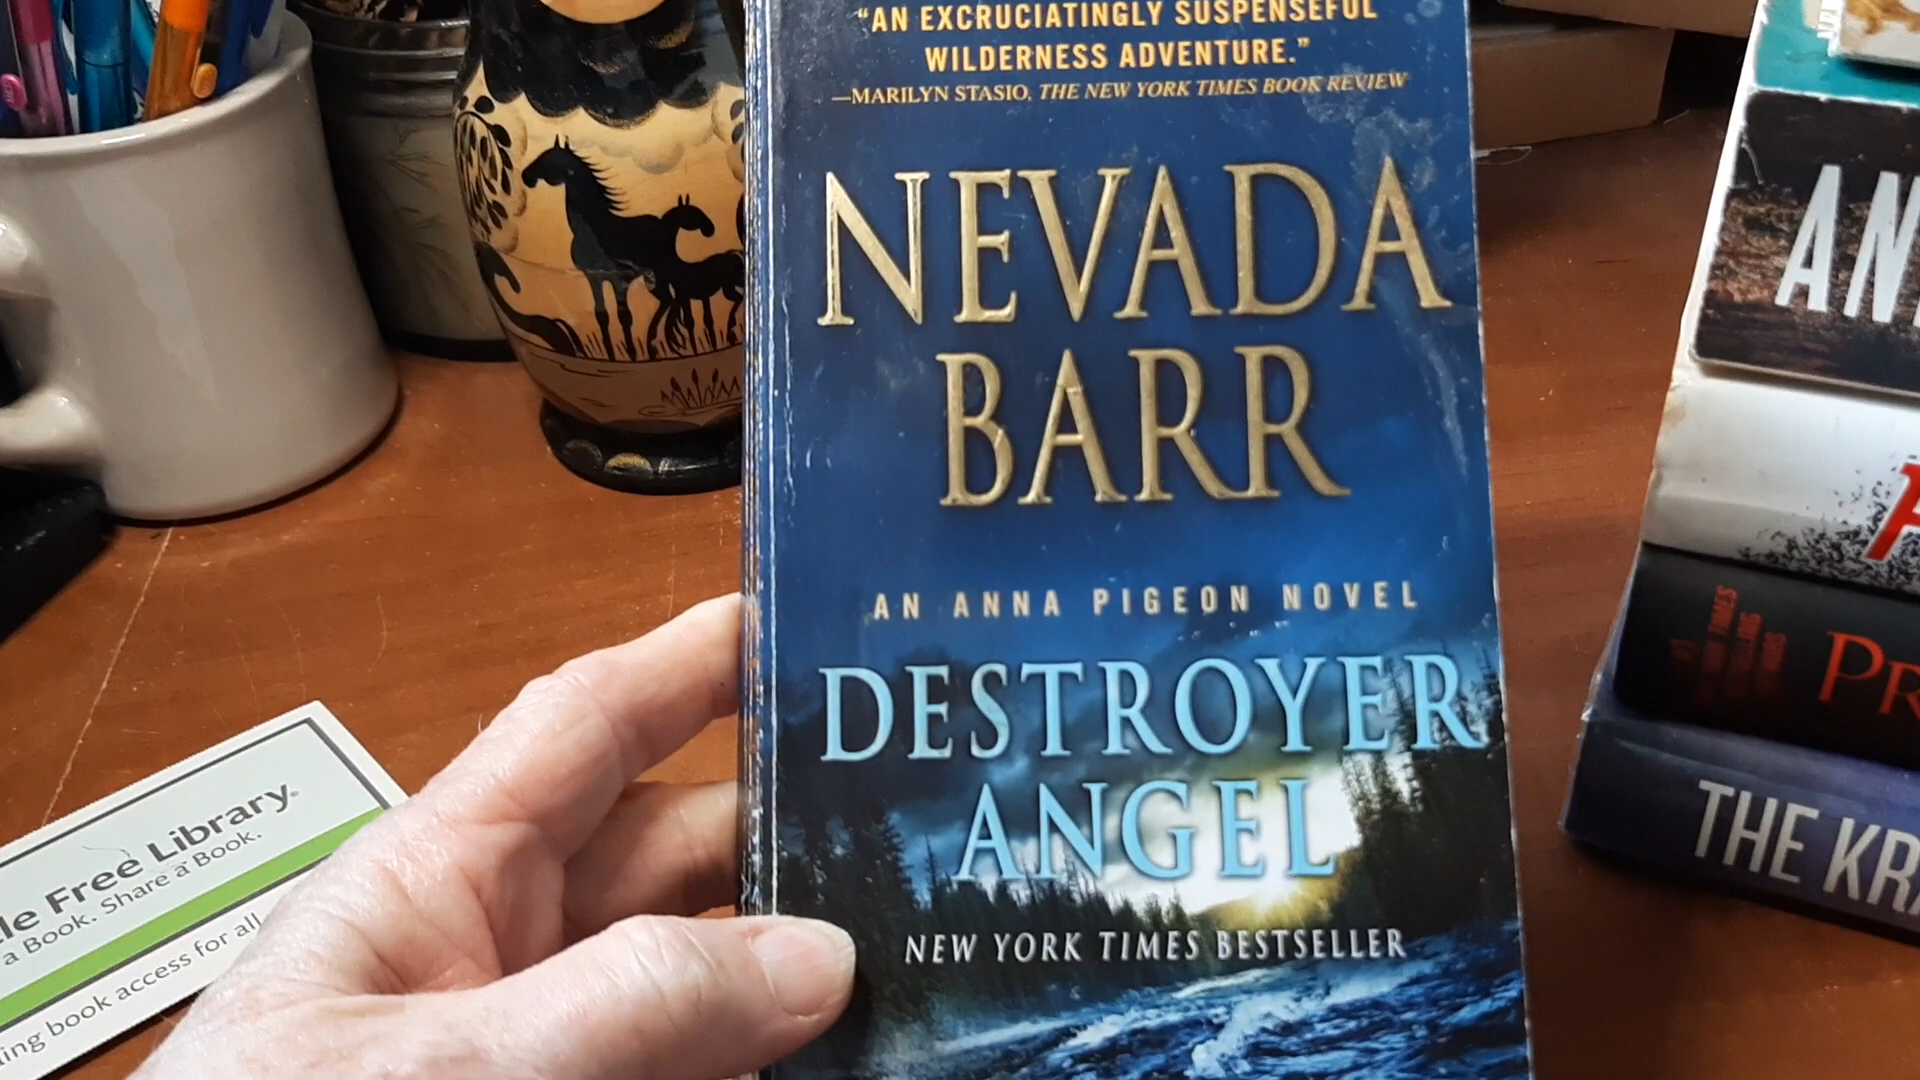 “AN EXCRUCIATINGLY SUSPENSEFUL
WILDERNESS ADVENTURE.”
—MARILYN STASIO, THE NEW YORK TIMES BOOK REVIEW
NEVADA
BARR
AN ANNA PIGEON NOVEL
DESTROYER
ANGEL
NEW YORK TIMES BESTSELLER
Free Library®
a Book. Share a Book.
book access for all
AN
PR
THE KR